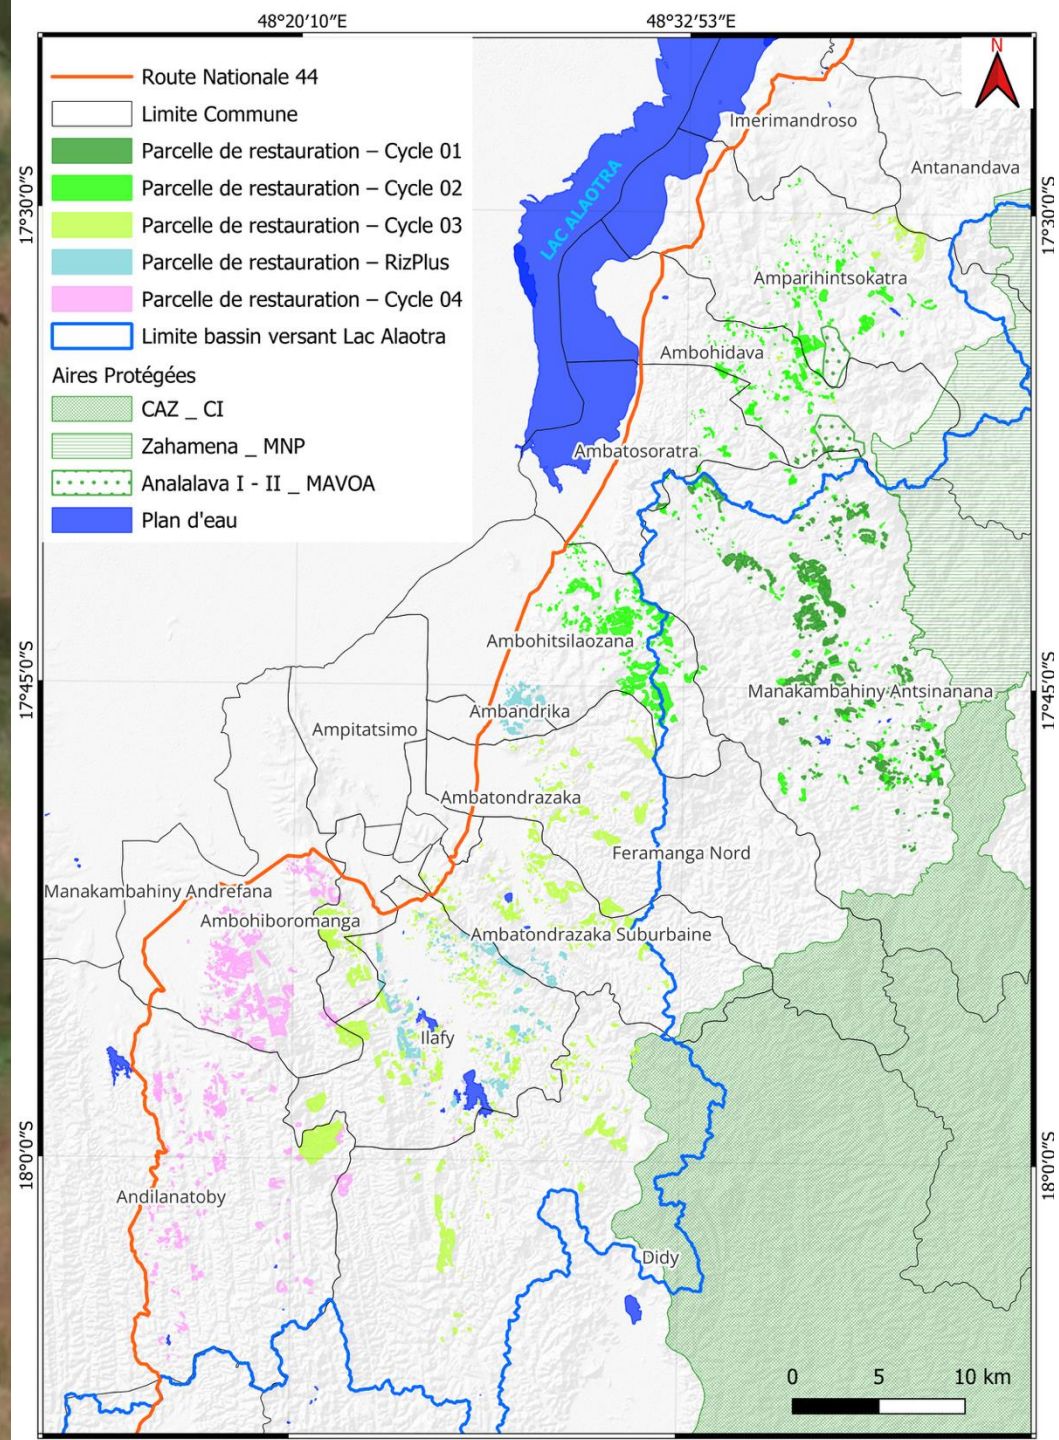 48°20'10"E
48°32'53"E
N
Route Nationale 44
Limite Commune
Parcelle de restauration – Cycle 01
Parcelle de restauration – Cycle 02
Parcelle de restauration – Cycle 03
Parcelle de restauration – RizPlus
Parcelle de restauration – Cycle 04
Limite bassin versant Lac Alaotra
Aires Protégées
CAZ _ CI
Zahamena _ MNP
Analalava I - II _ MAVOA
Plan d'eau
17°30'0"S
17°30'0"S
LAC ALAOTRA
Imerimandroso
Antanandava
Amparihintsokatra
Ambohidava
Ambatosoratra
Ambohitsilaozana
17°45'0"S
17°45'0"S
Manakambahiny Antsinanana
Ambandrika
Ampitatsimo
Ambatondrazaka
Feramanga Nord
Manakambahiny Andrefana
Ambohiboromanga
Ambatondrazaka Suburbaine
Ilafy
18°0'0"S
18°0'0"S
Andilanatoby
Didy
0 5 10 km